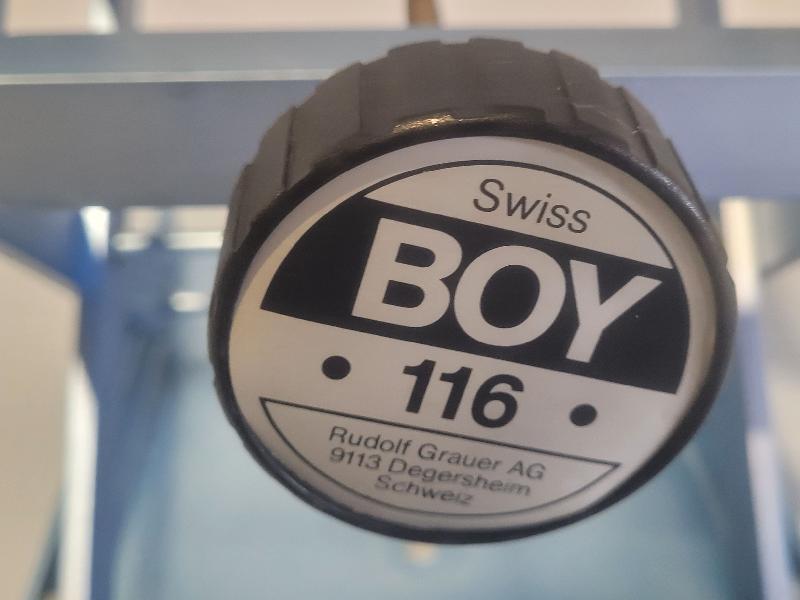 Swiss
BOY
• 116 •
Rudolf Grauer AG
9113 Degersheim
Schweiz